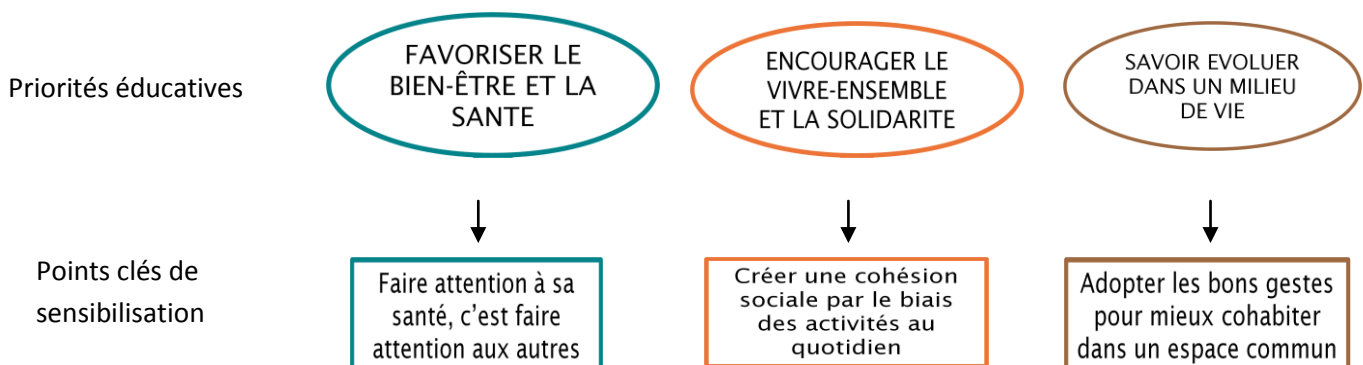 Priorités éducatives
FAVORISER LE
BIEN-ÊTRE ET LA
SANTE
ENCOURAGER LE
VIVRE-ENSEMBLE
ET LA SOLIDARITE
SAVOIR EVOLUER
DANS UN MILIEU
DE VIE
Points clés de
sensibilisation
Faire attention à sa
santé, c'est faire
attention aux autres
Créer une cohésion
sociale par le biais
des activités au
quotidien
Adopter les bons gestes
pour mieux cohabiter
dans un espace commun